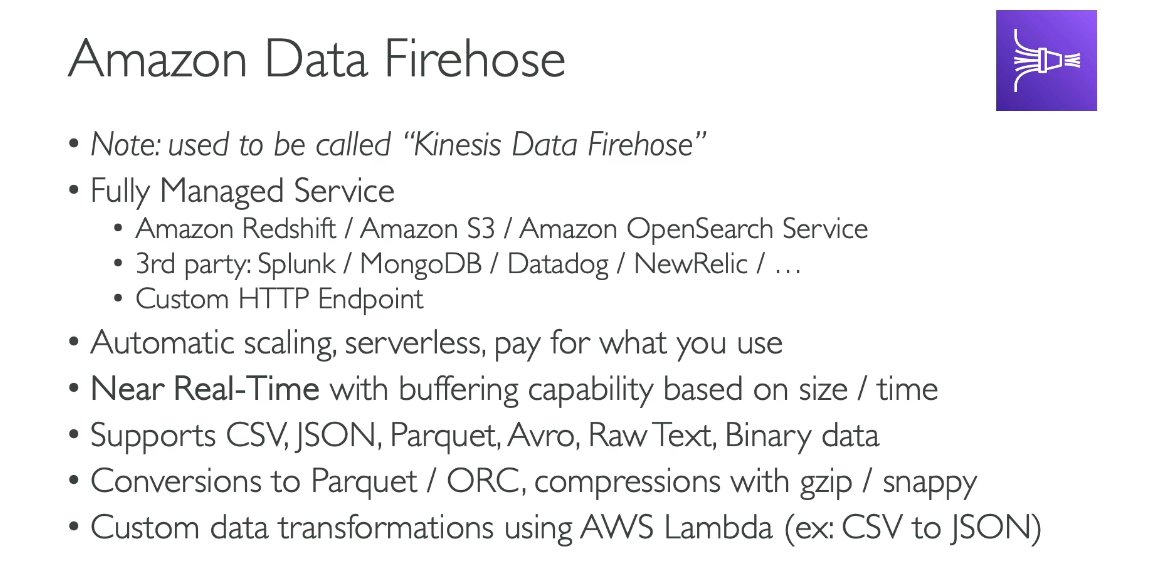 Amazon Data Firehose
• Note: used to be called “Kinesis Data Firehose”
• Fully Managed Service
• Amazon Redshift / Amazon S3 / Amazon OpenSearch Service
• 3rd party: Splunk / MongoDB / Datadog / NewRelic / …
• Custom HTTP Endpoint
• Automatic scaling, serverless, pay for what you use
• Near Real-Time with buffering capability based on size / time
• Supports CSV, JSON, Parquet, Avro, Raw Text, Binary data
• Conversions to Parquet / ORC, compressions with gzip / snappy
• Custom data transformations using AWS Lambda (ex: CSV to JSON)